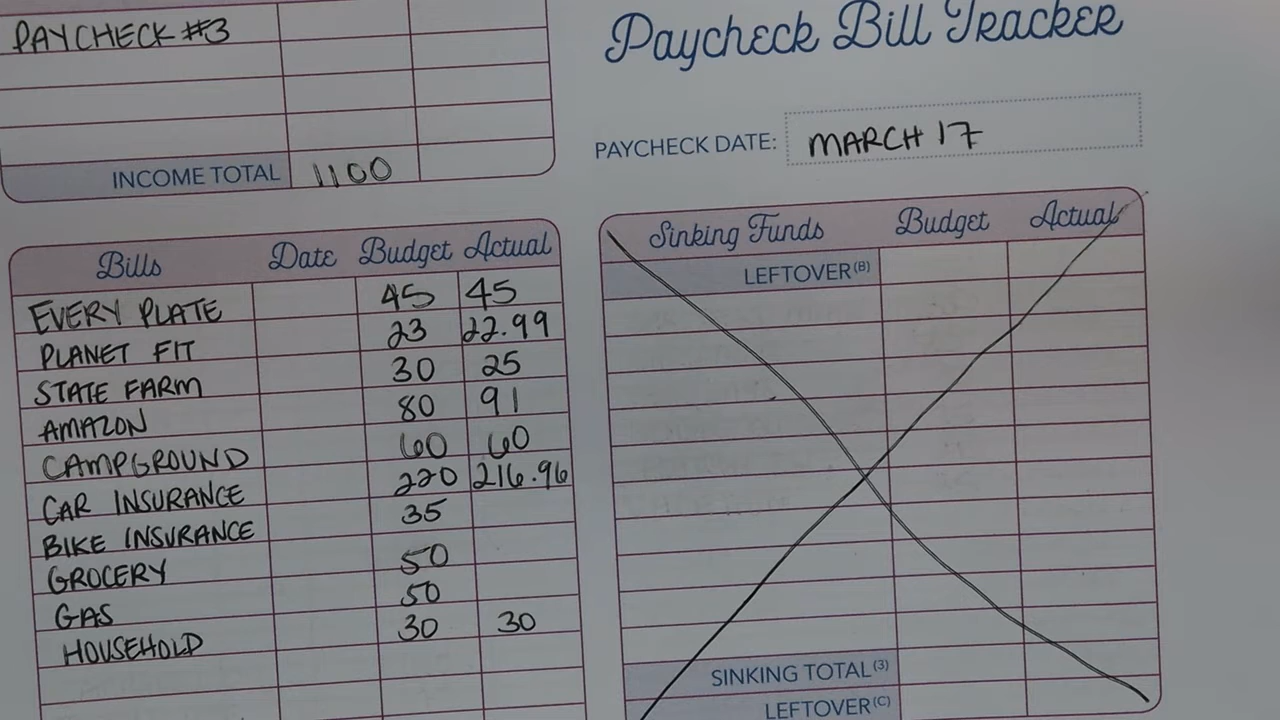 PAYCHECK #3
INCOME TOTAL 1100
Paycheck Bill Tracker
PAYCHECK DATE: MARCH 17
Bills Date Budget Actual
EVERY PLATE 45 45
PLANET FIT 23 22.99
STATE FARM 30 25
AMAZON 80 91
CAMPGROUND 60 60
CAR INSURANCE 220 216.96
BIKE INSURANCE 35
GROCERY 50
GAS 50
HOUSEHOLD 30 30
Sinking Funds Budget Actual
LEFTOVER (B)
SINKING TOTAL (3)
LEFTOVER (C)